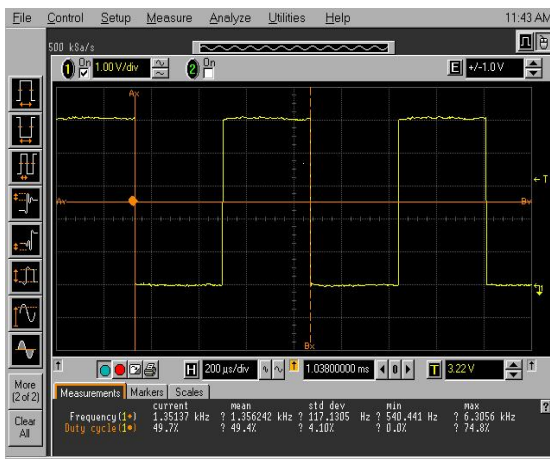 File Control Setup Measure Analyze Utilities Help 11:43 AM
500 kSa/s
1 On 1.00 V/div 2 On E +/-1.0 V
Ax
T
Ay By
1
Bx
H 200 µs/div 1.03800000 ms 0 T 3.22 V
More
(2 of 2)
Clear
All
Measurements Markers Scales ?
current mean std dev min max
Frequency(1•) 1.35137 kHz ? 1.356242 kHz ? 117.1305 Hz ? 540.441 Hz ? 6.3056 kHz
Duty cycle(1•) 49.7% ? 49.4% ? 4.10% ? 0.0% ? 74.8%